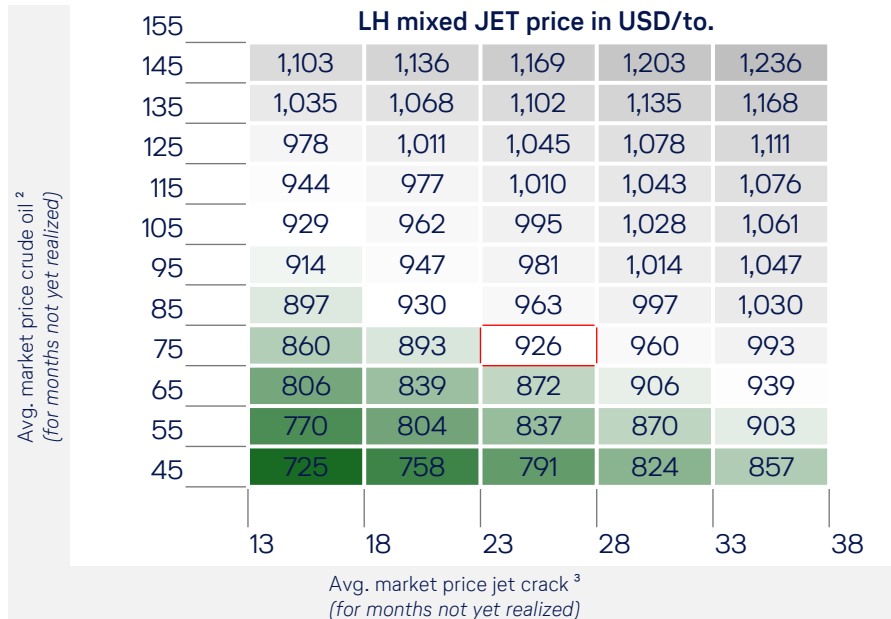 LH mixed JET price in USD/to.
155
145 1,103 1,136 1,169 1,203 1,236
135 1,035 1,068 1,102 1,135 1,168
125 978 1,011 1,045 1,078 1,111
115 944 977 1,010 1,043 1,076
105 929 962 995 1,028 1,061
95 914 947 981 1,014 1,047
85 897 930 963 997 1,030
75 860 893 926 960 993
65 806 839 872 906 939
55 770 804 837 870 903
45 725 758 791 824 857
13 18 23 28 33 38
Avg. market price crude oil ²
(for months not yet realized)
Avg. market price jet crack ³
(for months not yet realized)